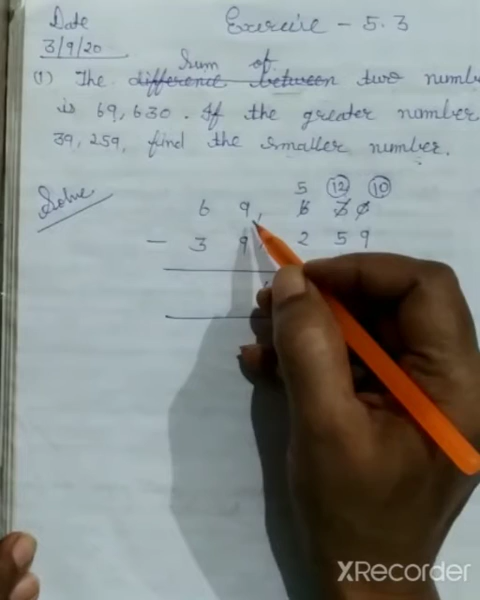 Date
3/9/20
Exercise - 5.3
Sum of
(1) The difference between two numbe
is 69,630. If the greater number
39,259, find the smaller number.
Solve
5 12 10
6 9, 6 3 0
- 3 9, 2 5 9
XRecorder